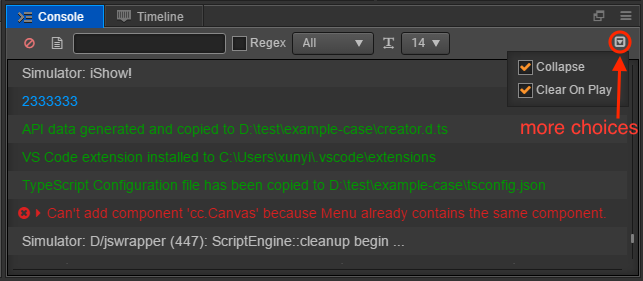 Console
Timeline
Regex
All
14
Collapse
Clear On Play
more choices
Simulator: iShow!
2333333
API data generated and copied to D:\test\example-case\creator.d.ts
VS Code extension installed to C:\Users\xunyi\.vscode\extensions
TypeScript Configuration file has been copied to D:\test\example-case\tsconfig.json
Can't add component 'cc.Canvas' because Menu already contains the same component.
Simulator: D/jswrapper (447): ScriptEngine::cleanup begin ...